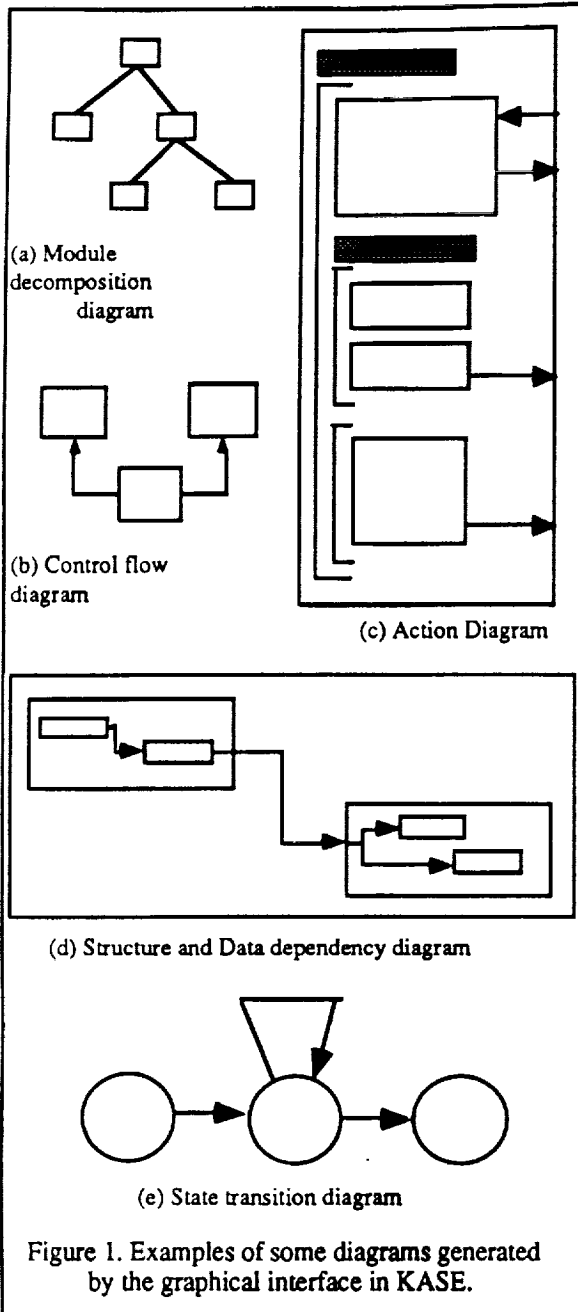 (a) Module
decomposition
diagram
(b) Control flow
diagram
(c) Action Diagram
(d) Structure and Data dependency diagram
(e) State transition diagram
Figure 1. Examples of some diagrams generated
by the graphical interface in KASE.